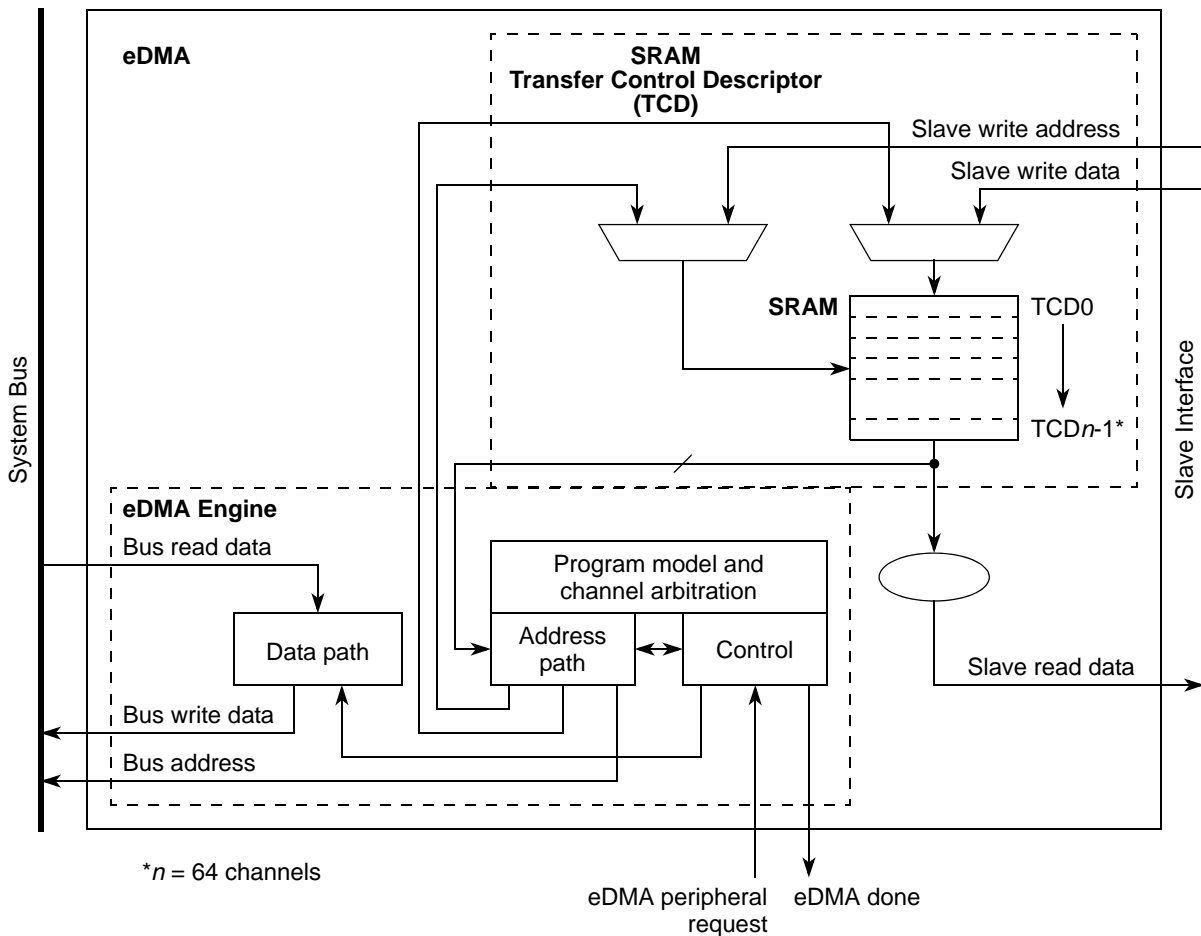 eDMA
SRAM
Transfer Control Descriptor
(TCD)
Slave write address
Slave write data
SRAM
TCD0
TCDn-1*
System Bus
Slave Interface
eDMA Engine
Bus read data
Program model and
channel arbitration
Data path
Address
path
Control
Slave read data
Bus write data
Bus address
*n = 64 channels
eDMA peripheral
request
eDMA done